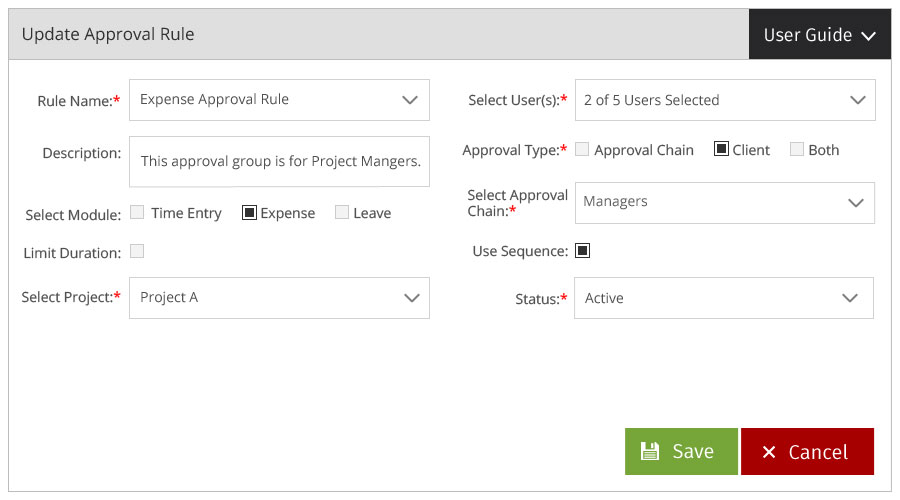 Update Approval Rule
User Guide
Rule Name:*
Expense Approval Rule
Select User(s):*
2 of 5 Users Selected
Description:
This approval group is for Project Mangers.
Approval Type:*
Approval Chain
Client
Both
Select Module:
Time Entry
Expense
Leave
Select Approval
Chain:*
Managers
Limit Duration:
Use Sequence:
Select Project:*
Project A
Status:*
Active
Save
Cancel